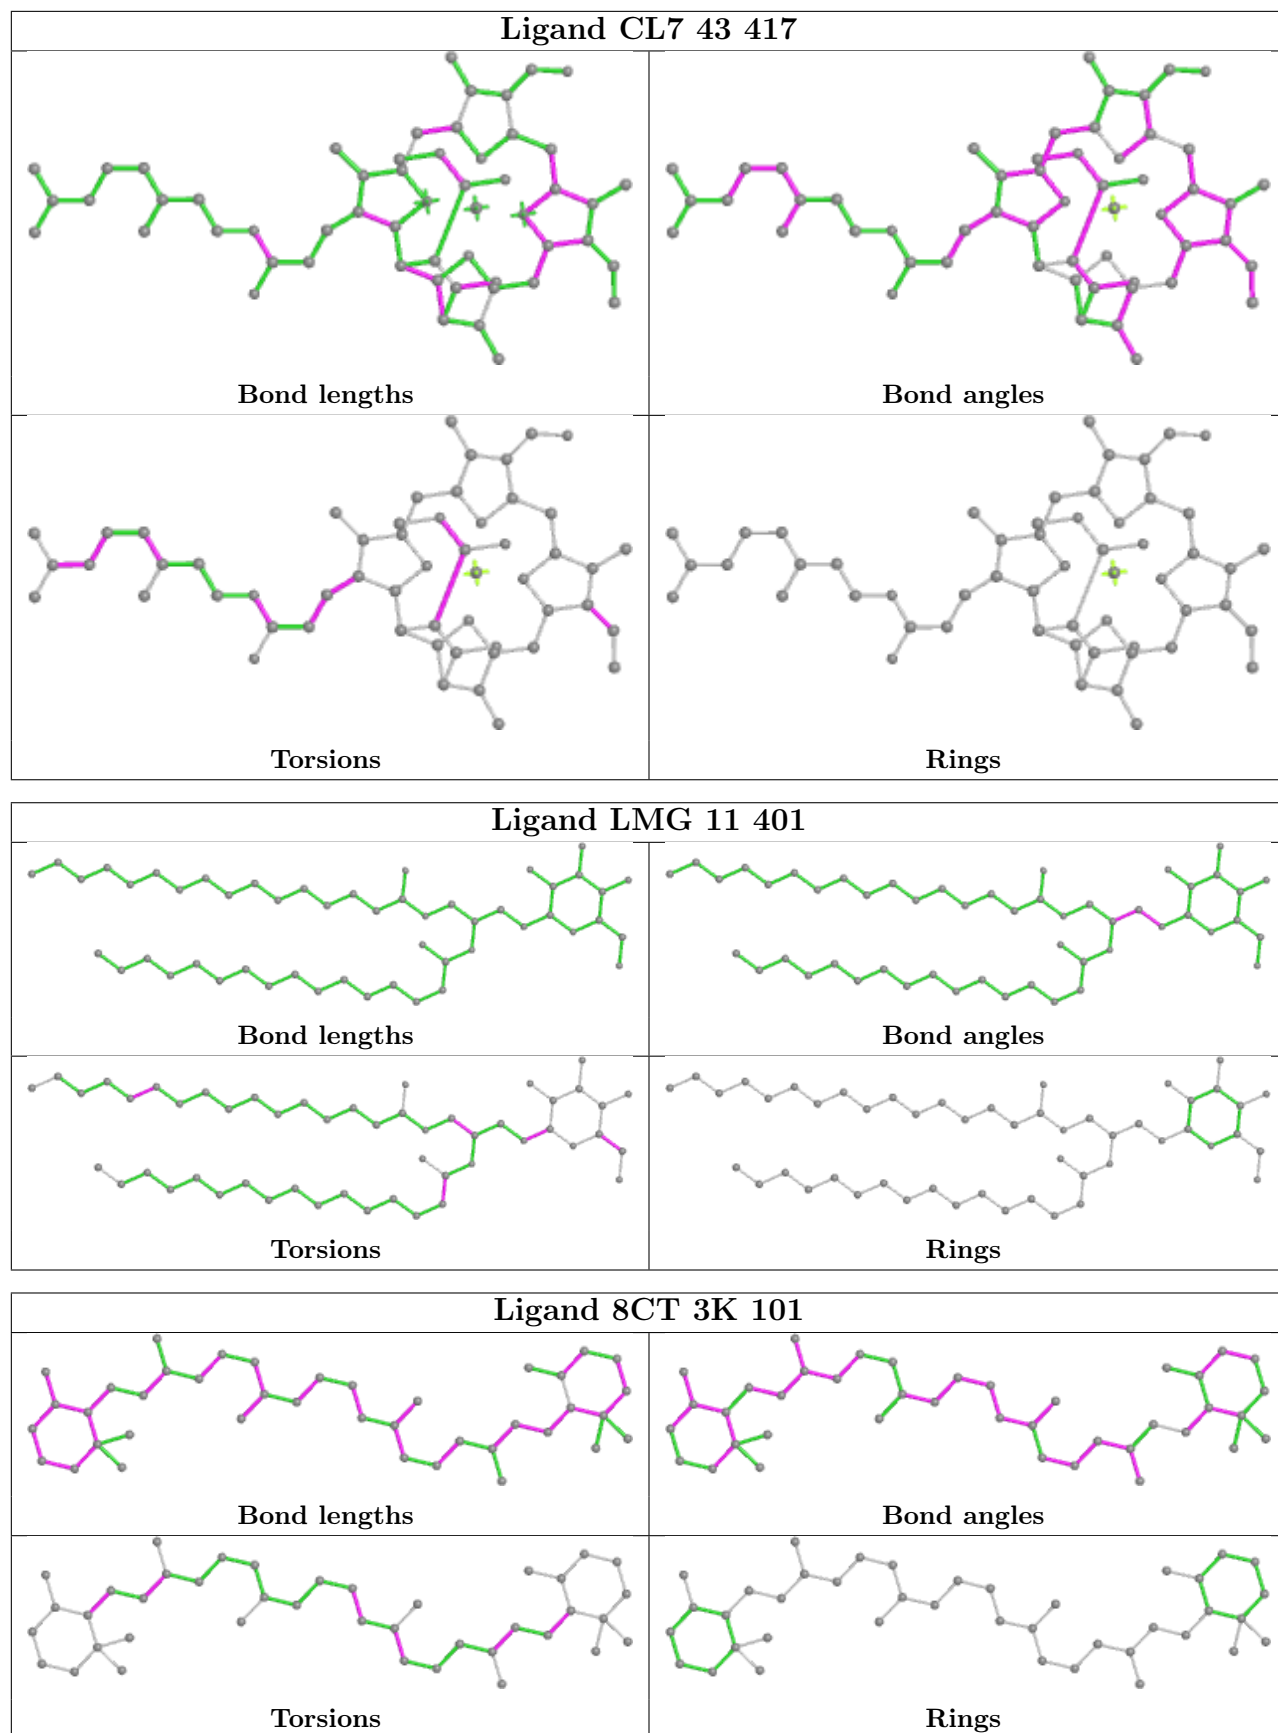 Ligand CL7 43 417
Bond lengths
Bond angles
Torsions
Rings
Ligand LMG 11 401
Bond lengths
Bond angles
Torsions
Rings
Ligand 8CT 3K 101
Bond lengths
Bond angles
Torsions
Rings